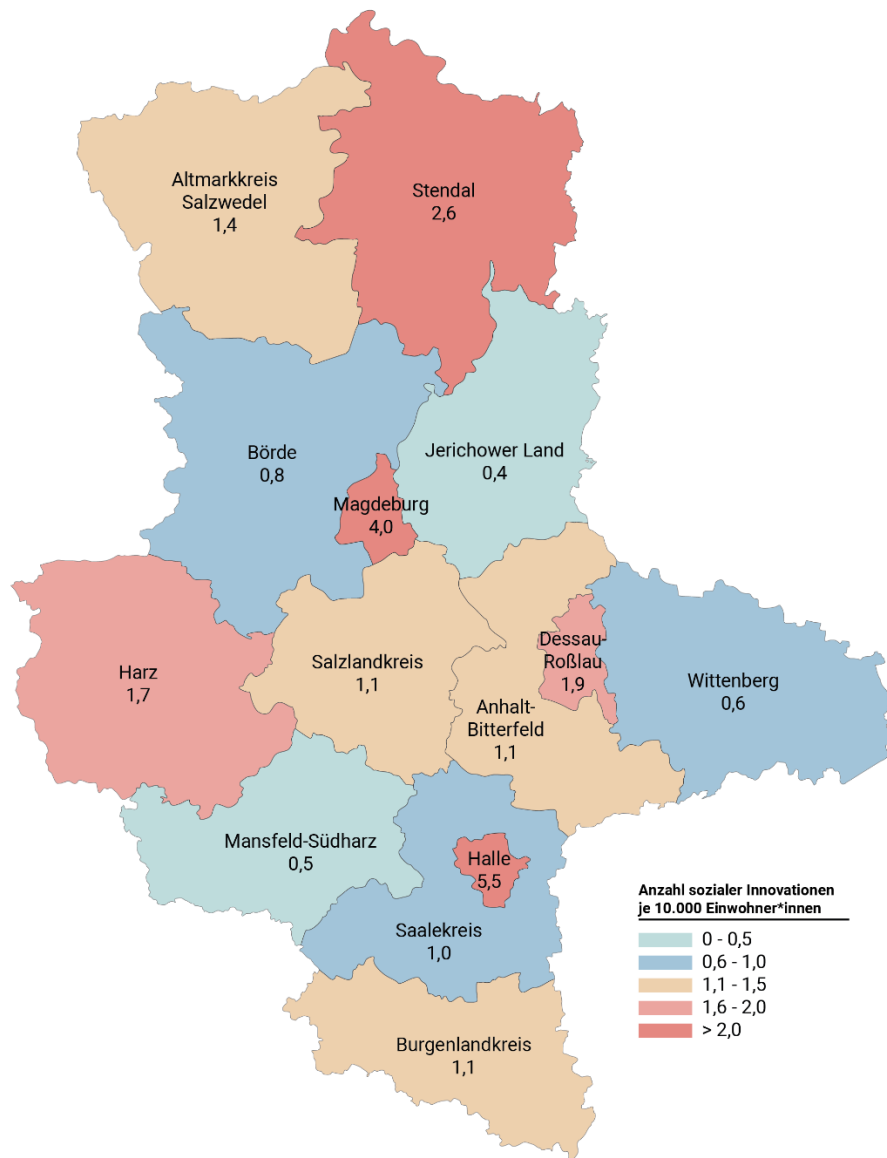 Altmarkkreis
Salzwedel
1,4
Stendal
2,6
Börde
0,8
Jerichower Land
0,4
Magdeburg
4,0
Harz
1,7
Salzlandkreis
1,1
Dessau-
Roßlau
1,9
Wittenberg
0,6
Anhalt-
Bitterfeld
1,1
Mansfeld-Südharz
0,5
Halle
5,5
Saalekreis
1,0
Burgenlandkreis
1,1
Anzahl sozialer Innovationen
je 10.000 Einwohner*innen
0 - 0,5
0,6 - 1,0
1,1 - 1,5
1,6 - 2,0
> 2,0